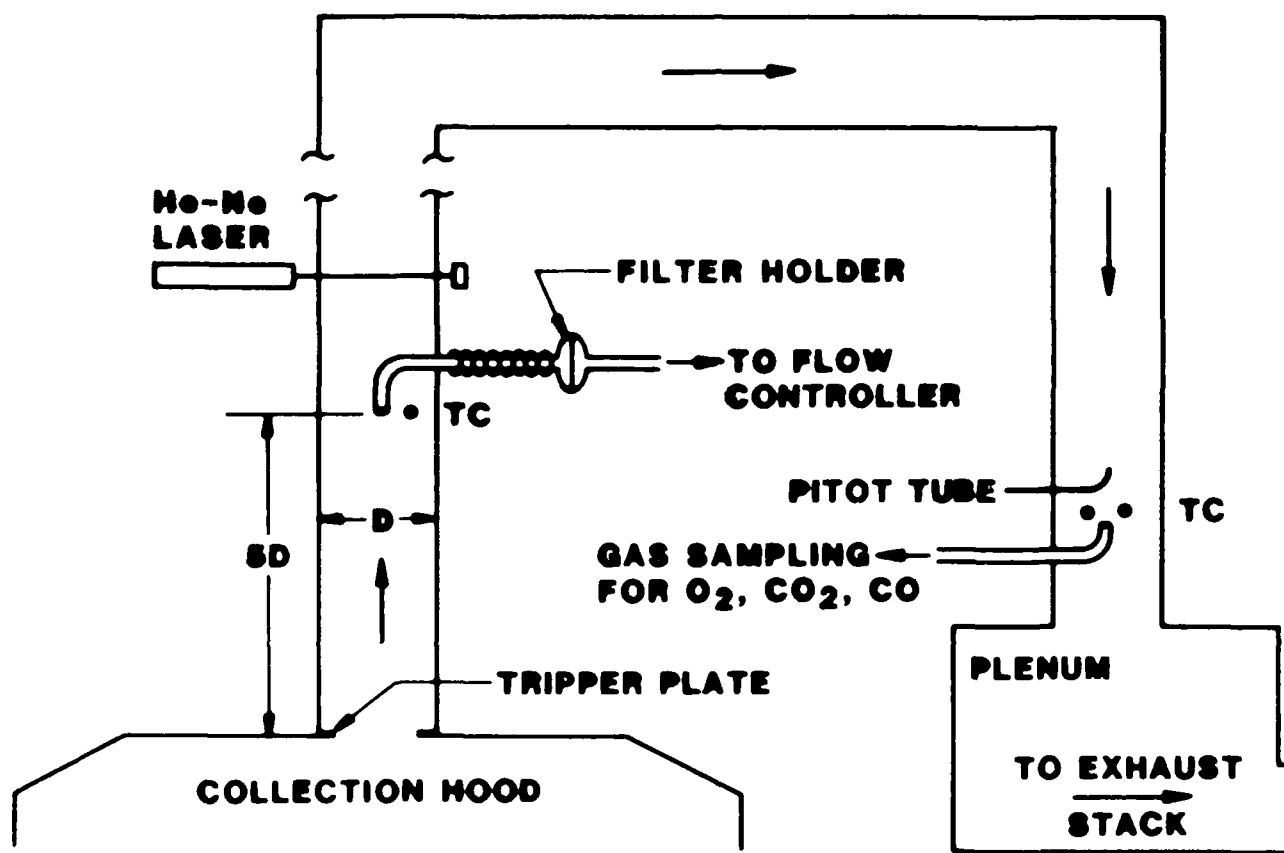 He-Ne
LASER
FILTER HOLDER
TO FLOW
CONTROLLER
TC
PITOT TUBE
TC
D
5D
GAS SAMPLING
FOR O₂, CO₂, CO
TRIPPER PLATE
PLENUM
COLLECTION HOOD
TO EXHAUST
STACK